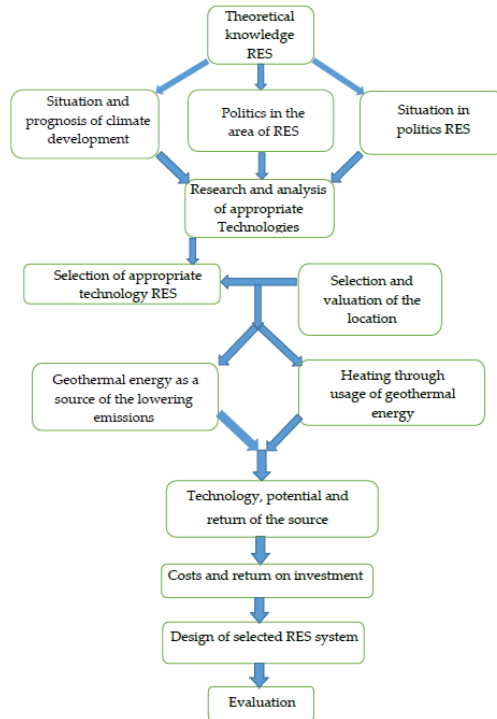 Theoretical
knowledge
RES
Situation and
prognosis of climate
development
Politics in the
area of RES
Situation in
politics RES
Research and analysis
of appropriate
Technologies
Selection of appropriate
technology RES
Selection and
valuation of the
location
Geothermal energy as a
source of the lowering
emissions
Heating through
usage of geothermal
energy
Technology, potential and
return of the source
Costs and return on investment
Design of selected RES system
Evaluation